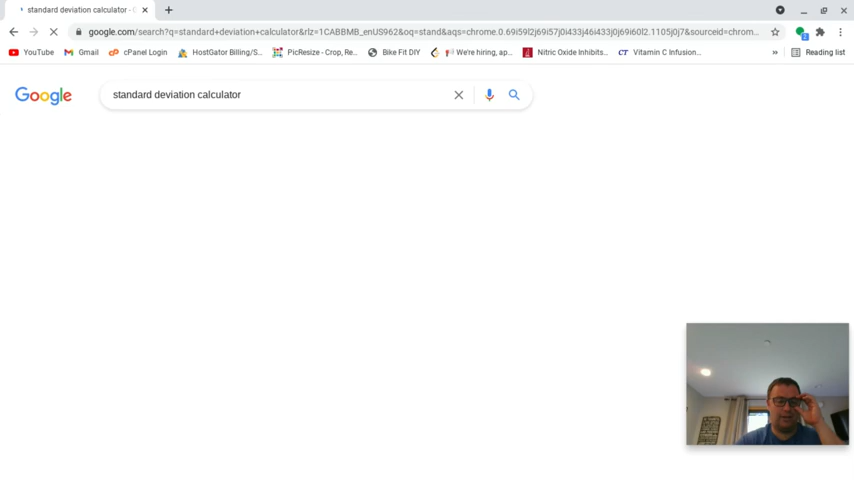 standard deviation calculator - G
google.com/search?q=standard+deviation+calculator&rlz=1CABBMB_enUS962&oq=stand&aqs=chrome.0.69i59l2j69i57j0i433j46i433j0j69i60l2.1105j0j7&sourceid=chrom...
YouTube Gmail cPanel Login HostGator Billing/S... PicResize - Crop, Re... Bike Fit DIY We're hiring, ap... Nitric Oxide Inhibits... CT Vitamin C Infusion... » Reading list
Google standard deviation calculator